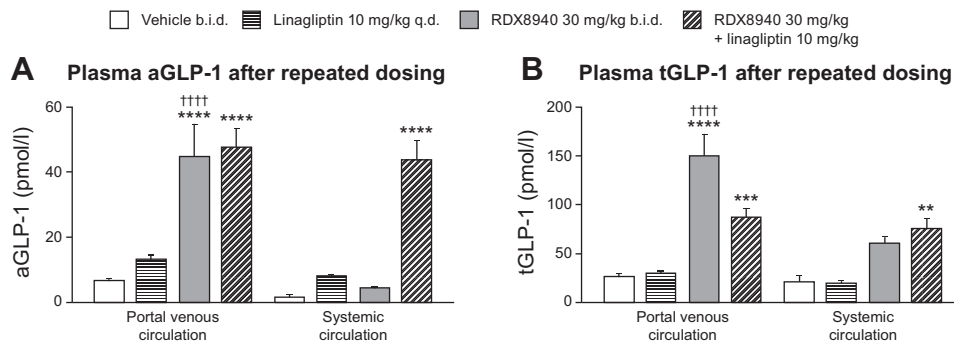 Vehicle b.i.d. Linagliptin 10 mg/kg q.d. RDX8940 30 mg/kg b.i.d. RDX8940 30 mg/kg
+ linagliptin 10 mg/kg
A Plasma aGLP-1 after repeated dosing
60
40
20
0
aGLP-1 (pmol/l)
††††
****
****
****
Portal venous
circulation
Systemic
circulation
B Plasma tGLP-1 after repeated dosing
200
150
100
50
0
tGLP-1 (pmol/l)
††††
****
***
**
Portal venous
circulation
Systemic
circulation